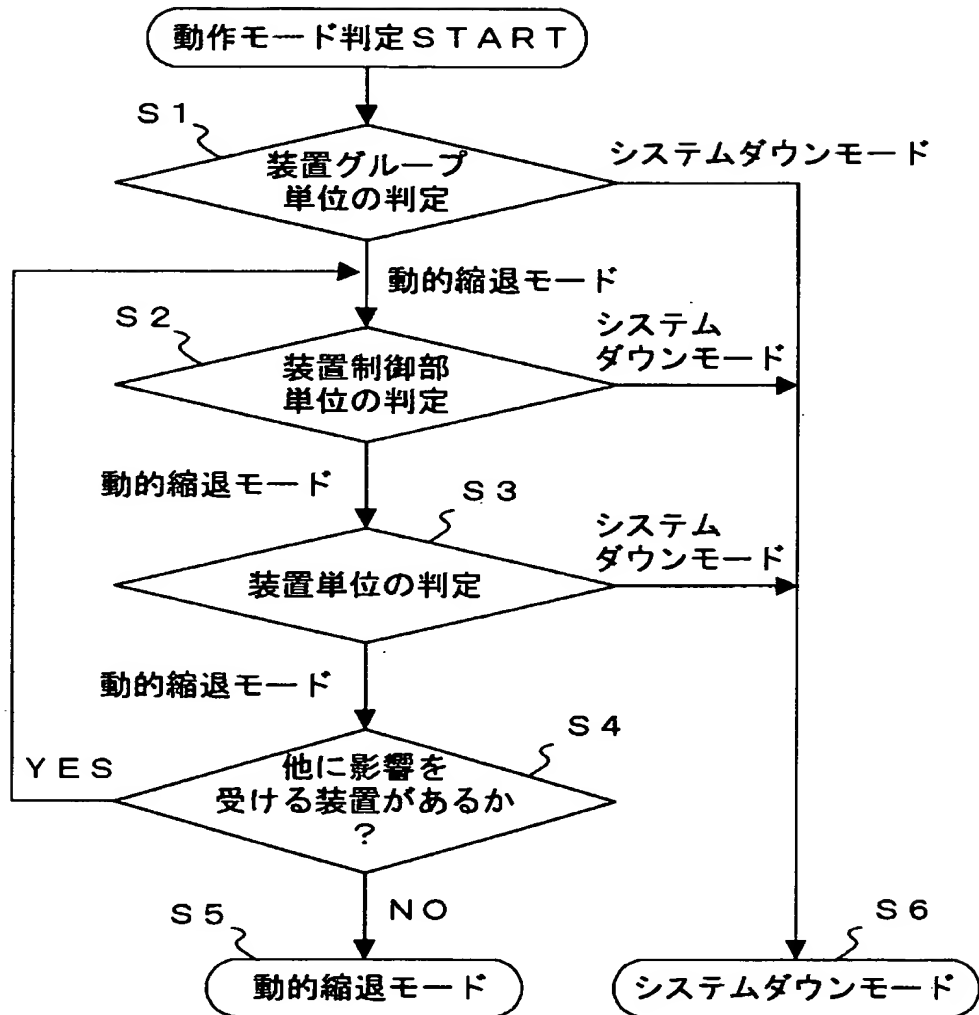 動作モード判定ＳＴＡＲＴ
Ｓ１
装置グループ
単位の判定
システムダウンモード
動的縮退モード
Ｓ２
装置制御部
単位の判定
システム
ダウンモード
動的縮退モード
Ｓ３
装置単位の判定
システム
ダウンモード
動的縮退モード
Ｓ４
他に影響を
受ける装置があるか
？
ＹＥＳ
ＮＯ
Ｓ５
動的縮退モード
Ｓ６
システムダウンモード